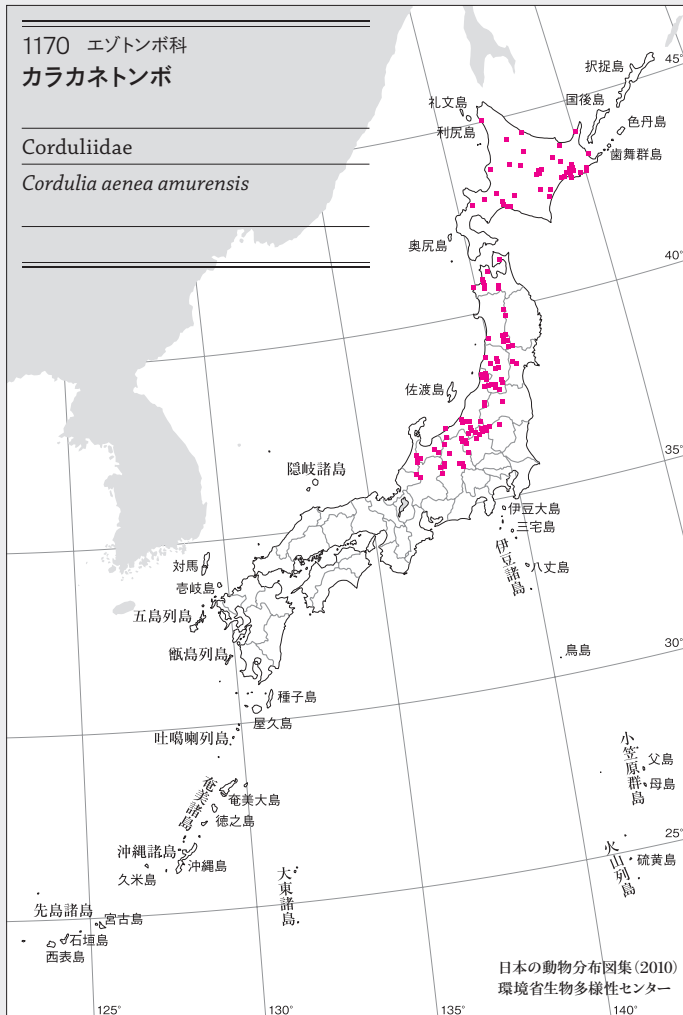 1170 エゾトンボ科
カラカネトンボ
Corduliidae
Cordulia aenea amurensis
45°
択捉島
国後島
色丹島
歯舞群島
礼文島
利尻島
奥尻島
40°
佐渡島
35°
隠岐諸島
伊豆大島
三宅島
伊豆諸島
八丈島
対馬
壱岐島
五島列島
甑島列島
鳥島
30°
種子島
屋久島
吐噶喇列島
小笠原群島
父島
母島
奄美諸島
奄美大島
徳之島
沖縄諸島
沖縄島
久米島
25°
火山列島
硫黄島
大東諸島
先島諸島
宮古島
石垣島
西表島
日本の動物分布図集(2010)
環境省生物多様性センター
125°
130°
135°
140°